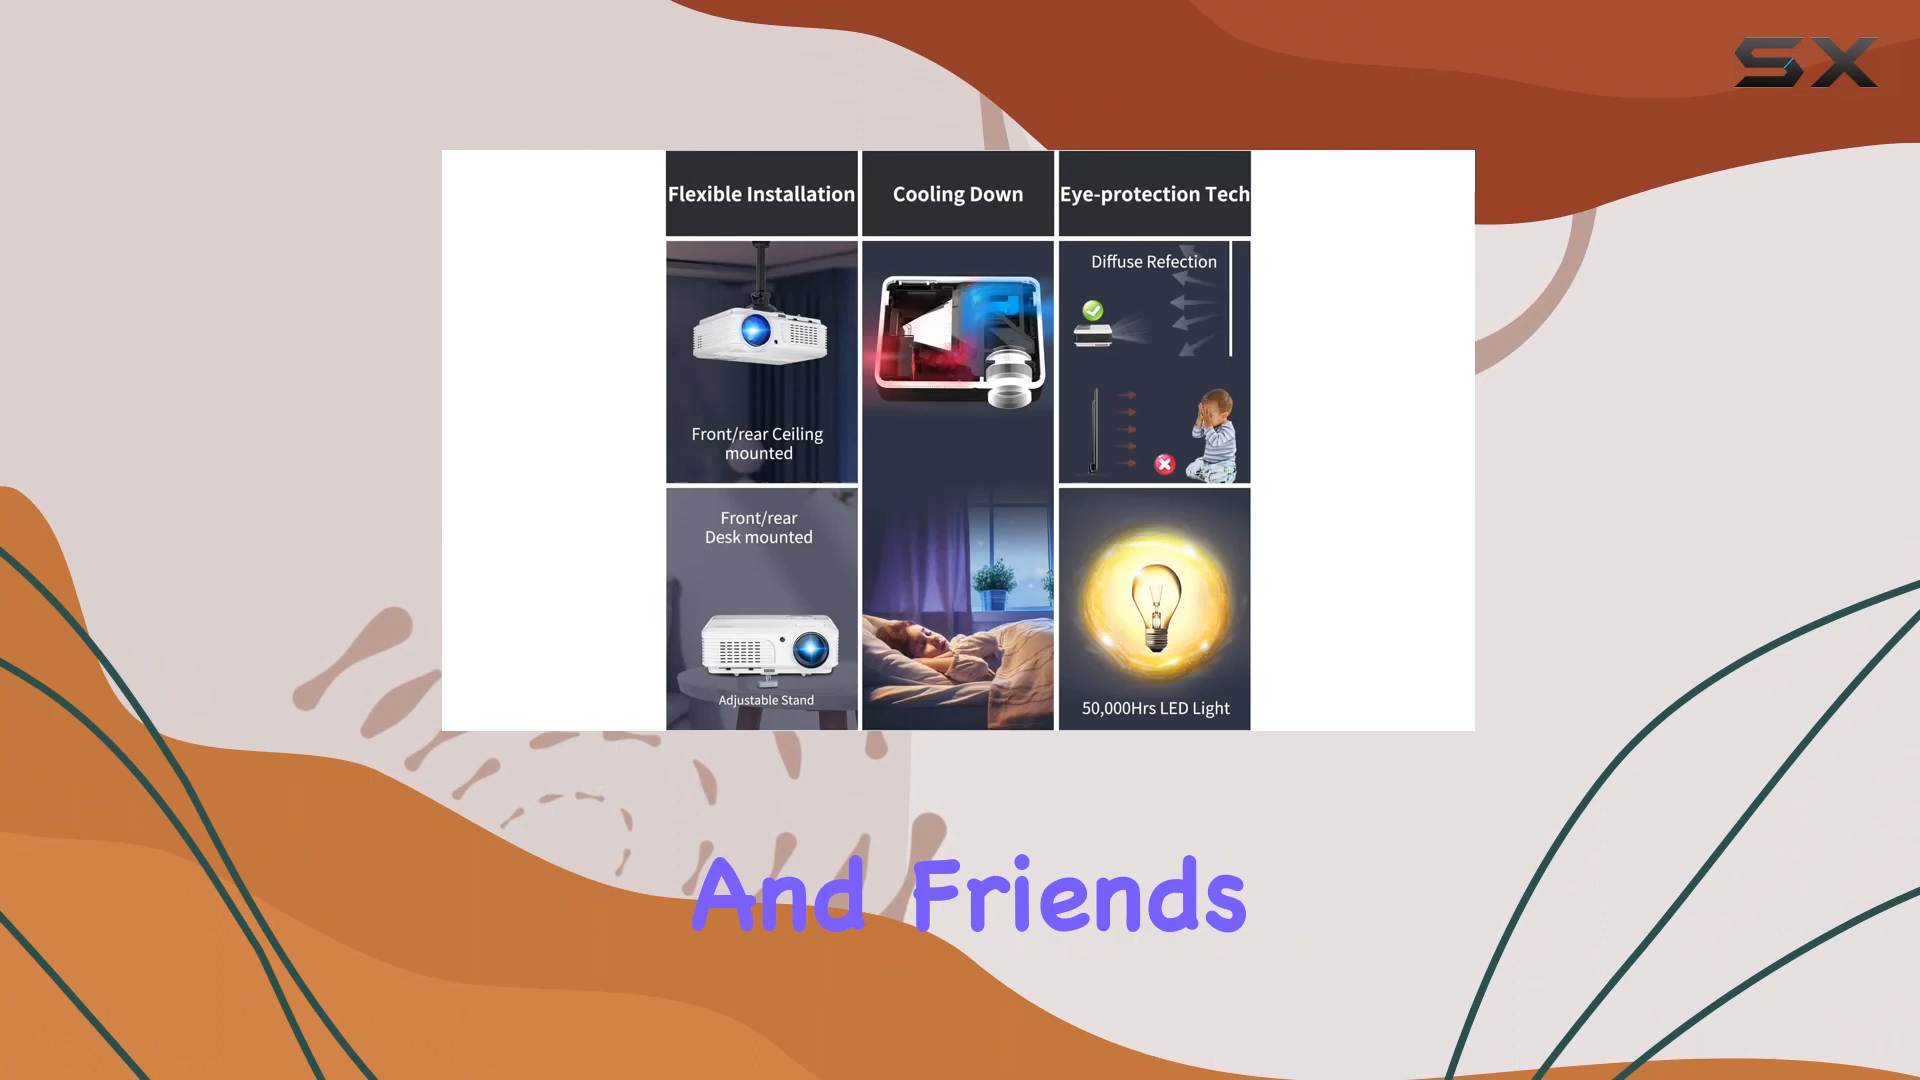 SX
Flexible Installation
Cooling Down
Eye-protection Tech
Diffuse Refection
Front/rear Ceiling
mounted
Front/rear
Desk mounted
Adjustable Stand
50,000Hrs LED Light
And Friends